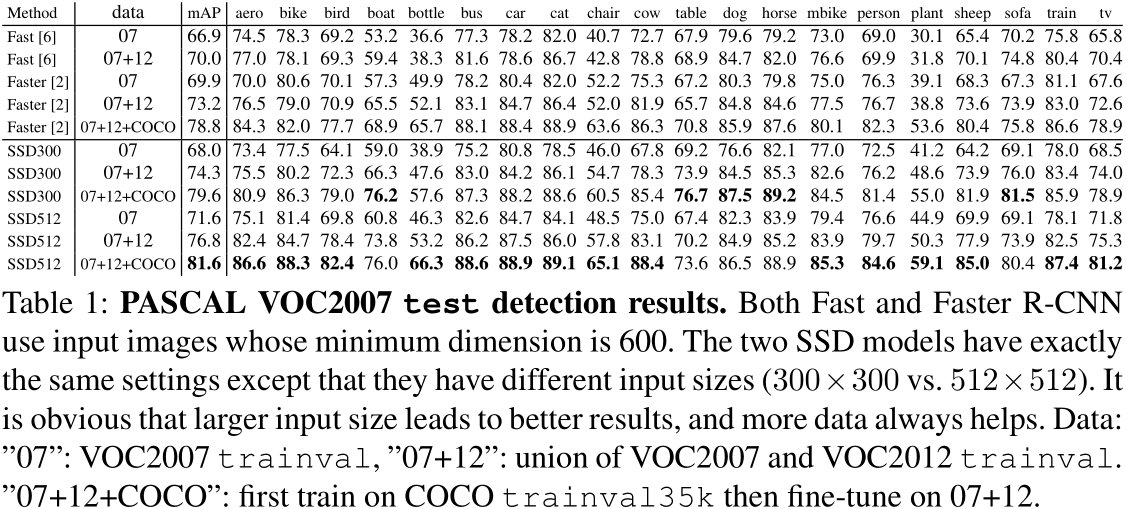 Method data mAP aero bike bird boat bottle bus car cat chair cow table dog horse mbike person plant sheep sofa train tv
Fast [6] 07 66.9 74.5 78.3 69.2 53.2 36.6 77.3 78.2 82.0 40.7 72.7 67.9 79.6 79.2 73.0 69.0 30.1 65.4 70.2 75.8 65.8
Fast [6] 07+12 70.0 77.0 78.1 69.3 59.4 38.3 81.6 78.6 86.7 42.8 78.8 68.9 84.7 82.0 76.6 69.9 31.8 70.1 74.8 80.4 70.4
Faster [2] 07 69.9 70.0 80.6 70.1 57.3 49.9 78.2 80.4 82.0 52.2 75.3 67.2 80.3 79.8 75.0 76.3 39.1 68.3 67.3 81.1 67.6
Faster [2] 07+12 73.2 76.5 79.0 70.9 65.5 52.1 83.1 84.7 86.4 52.0 81.9 65.7 84.8 84.6 77.5 76.7 38.8 73.6 73.9 83.0 72.6
Faster [2] 07+12+COCO 78.8 84.3 82.0 77.7 68.9 65.7 88.1 88.4 88.9 63.6 86.3 70.8 85.9 87.6 80.1 82.3 53.6 80.4 75.8 86.6 78.9
SSD300 07 68.0 73.4 77.5 64.1 59.0 38.9 75.2 80.8 78.5 46.0 67.8 69.2 76.6 82.1 77.0 72.5 41.2 64.2 69.1 78.0 68.5
SSD300 07+12 74.3 75.5 80.2 72.3 66.3 47.6 83.0 84.2 86.1 54.7 78.3 73.9 84.5 85.3 82.6 76.2 48.6 73.9 76.0 83.4 74.0
SSD300 07+12+COCO 79.6 80.9 86.3 79.0 76.2 57.6 87.3 88.2 88.6 60.5 85.4 76.7 87.5 89.2 84.5 81.4 55.0 81.9 81.5 85.9 78.9
SSD512 07 71.6 75.1 81.4 69.8 60.8 46.3 82.6 84.7 84.1 48.5 75.0 67.4 82.3 83.9 79.4 76.6 44.9 69.9 69.1 78.1 71.8
SSD512 07+12 76.8 82.4 84.7 78.4 73.8 53.2 86.2 87.5 86.0 57.8 83.1 70.2 84.9 85.2 83.9 79.7 50.3 77.9 73.9 82.5 75.3
SSD512 07+12+COCO 81.6 86.6 88.3 82.4 76.0 66.3 88.6 88.9 89.1 65.1 88.4 73.6 86.5 88.9 85.3 84.6 59.1 85.0 80.4 87.4 81.2
Table 1: PASCAL VOC2007 test detection results. Both Fast and Faster R-CNN
use input images whose minimum dimension is 600. The two SSD models have exactly
the same settings except that they have different input sizes (300×300 vs. 512×512). It
is obvious that larger input size leads to better results, and more data always helps. Data:
”07”: VOC2007 trainval, ”07+12”: union of VOC2007 and VOC2012 trainval.
”07+12+COCO”: first train on COCO trainval35k then fine-tune on 07+12.